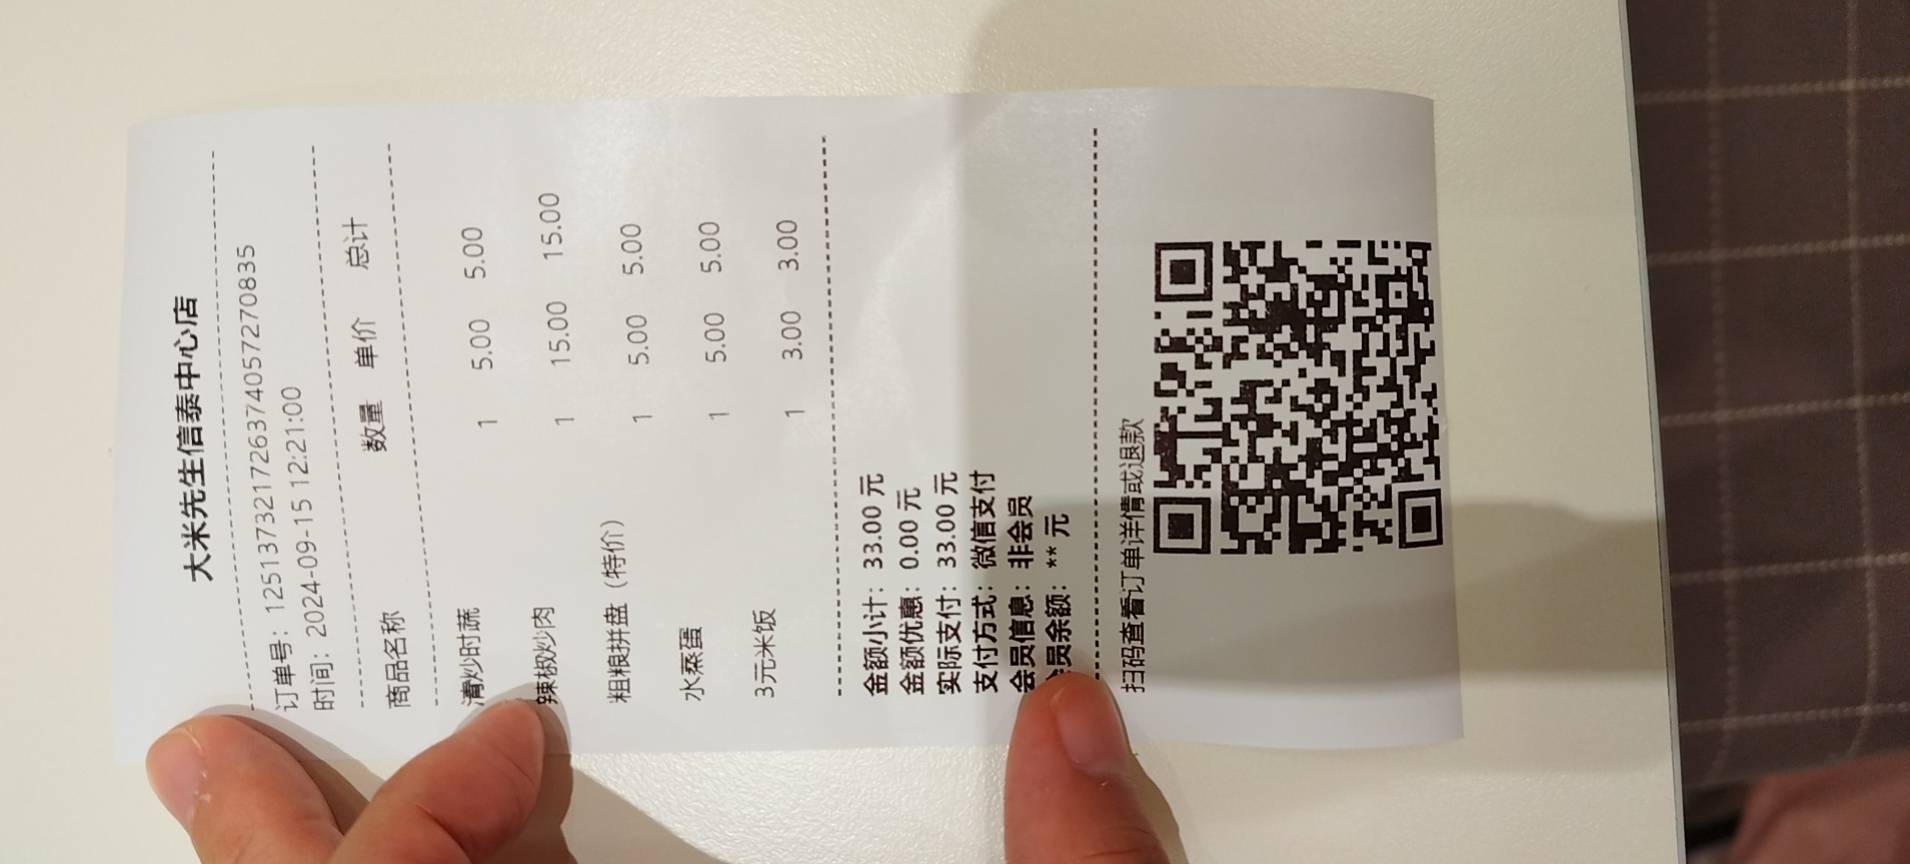 大米先生信泰中心店
订单号：1251373217263740572708​35
时间：2024-09-15 12:21:00
商品名称 数量 单价 总计
清炒时蔬 1 5.00 5.00
辣椒炒肉 1 15.00 15.00
粗粮拼盘（特价） 1 5.00 5.00
水蒸蛋 1 5.00 5.00
3元米饭 1 3.00 3.00
金额小计：33.00 元
金额优惠：0.00 元
实际支付：33.00 元
支付方式：微信支付
会员信息：非会员
会员余额：** 元
扫码查看订单详情或退款